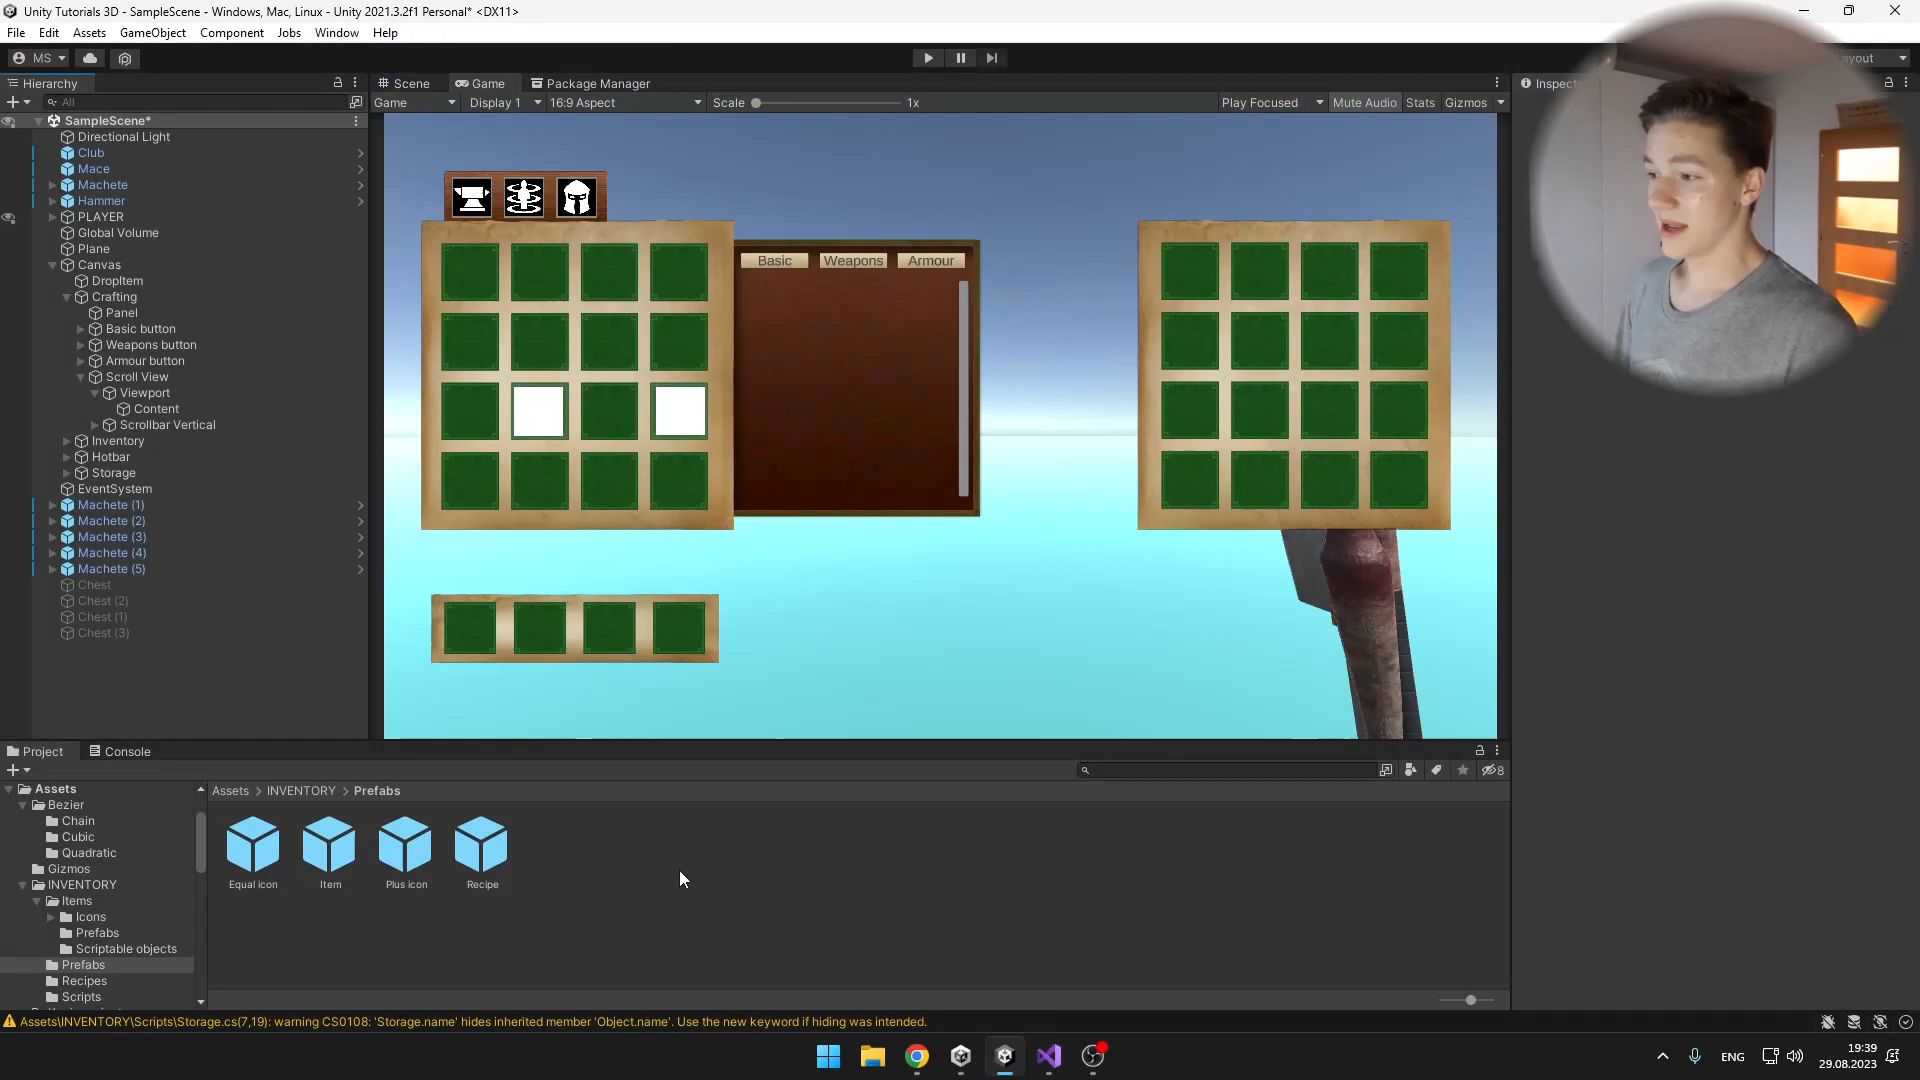 Unity Tutorials 3D - SampleScene - Windows, Mac, Linux - Unity 2021.3.2f1 Personal* <DX11>
File Edit Assets GameObject Component Jobs Window Help
MS
Hierarchy
All
SampleScene*
Directional Light
Club
Mace
Machete
Hammer
PLAYER
Global Volume
Plane
Canvas
DropItem
Crafting
Panel
Basic button
Weapons button
Armour button
Scroll View
Viewport
Content
Scrollbar Vertical
Inventory
Hotbar
Storage
EventSystem
Machete (1)
Machete (2)
Machete (3)
Machete (4)
Machete (5)
Chest
Chest (2)
Chest (1)
Chest (3)
Scene Game Package Manager
Game Display 1 16:9 Aspect Scale 1x Play Focused Mute Audio Stats Gizmos
Basic Weapons Armour
Project Console
Assets
Bezier
Chain
Cubic
Quadratic
Gizmos
INVENTORY
Items
Icons
Prefabs
Scriptable objects
Prefabs
Recipes
Scripts
Assets > INVENTORY > Prefabs
8
Equal icon Item Plus icon Recipe
Assets\INVENTORY\Scripts\Storage.cs(7,19): warning CS0108: 'Storage.name' hides inherited member 'Object.name'. Use the new keyword if hiding was intended.
ENG
19:39
29.08.2023